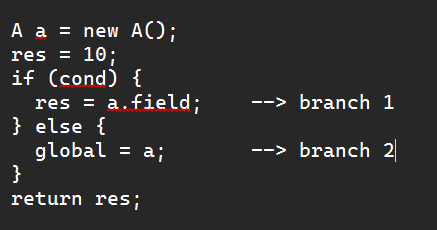 A a = new A();
res = 10;
if (cond) {
  res = a.field;    --> branch 1
} else {
  global = a;       --> branch 2
}
return res;